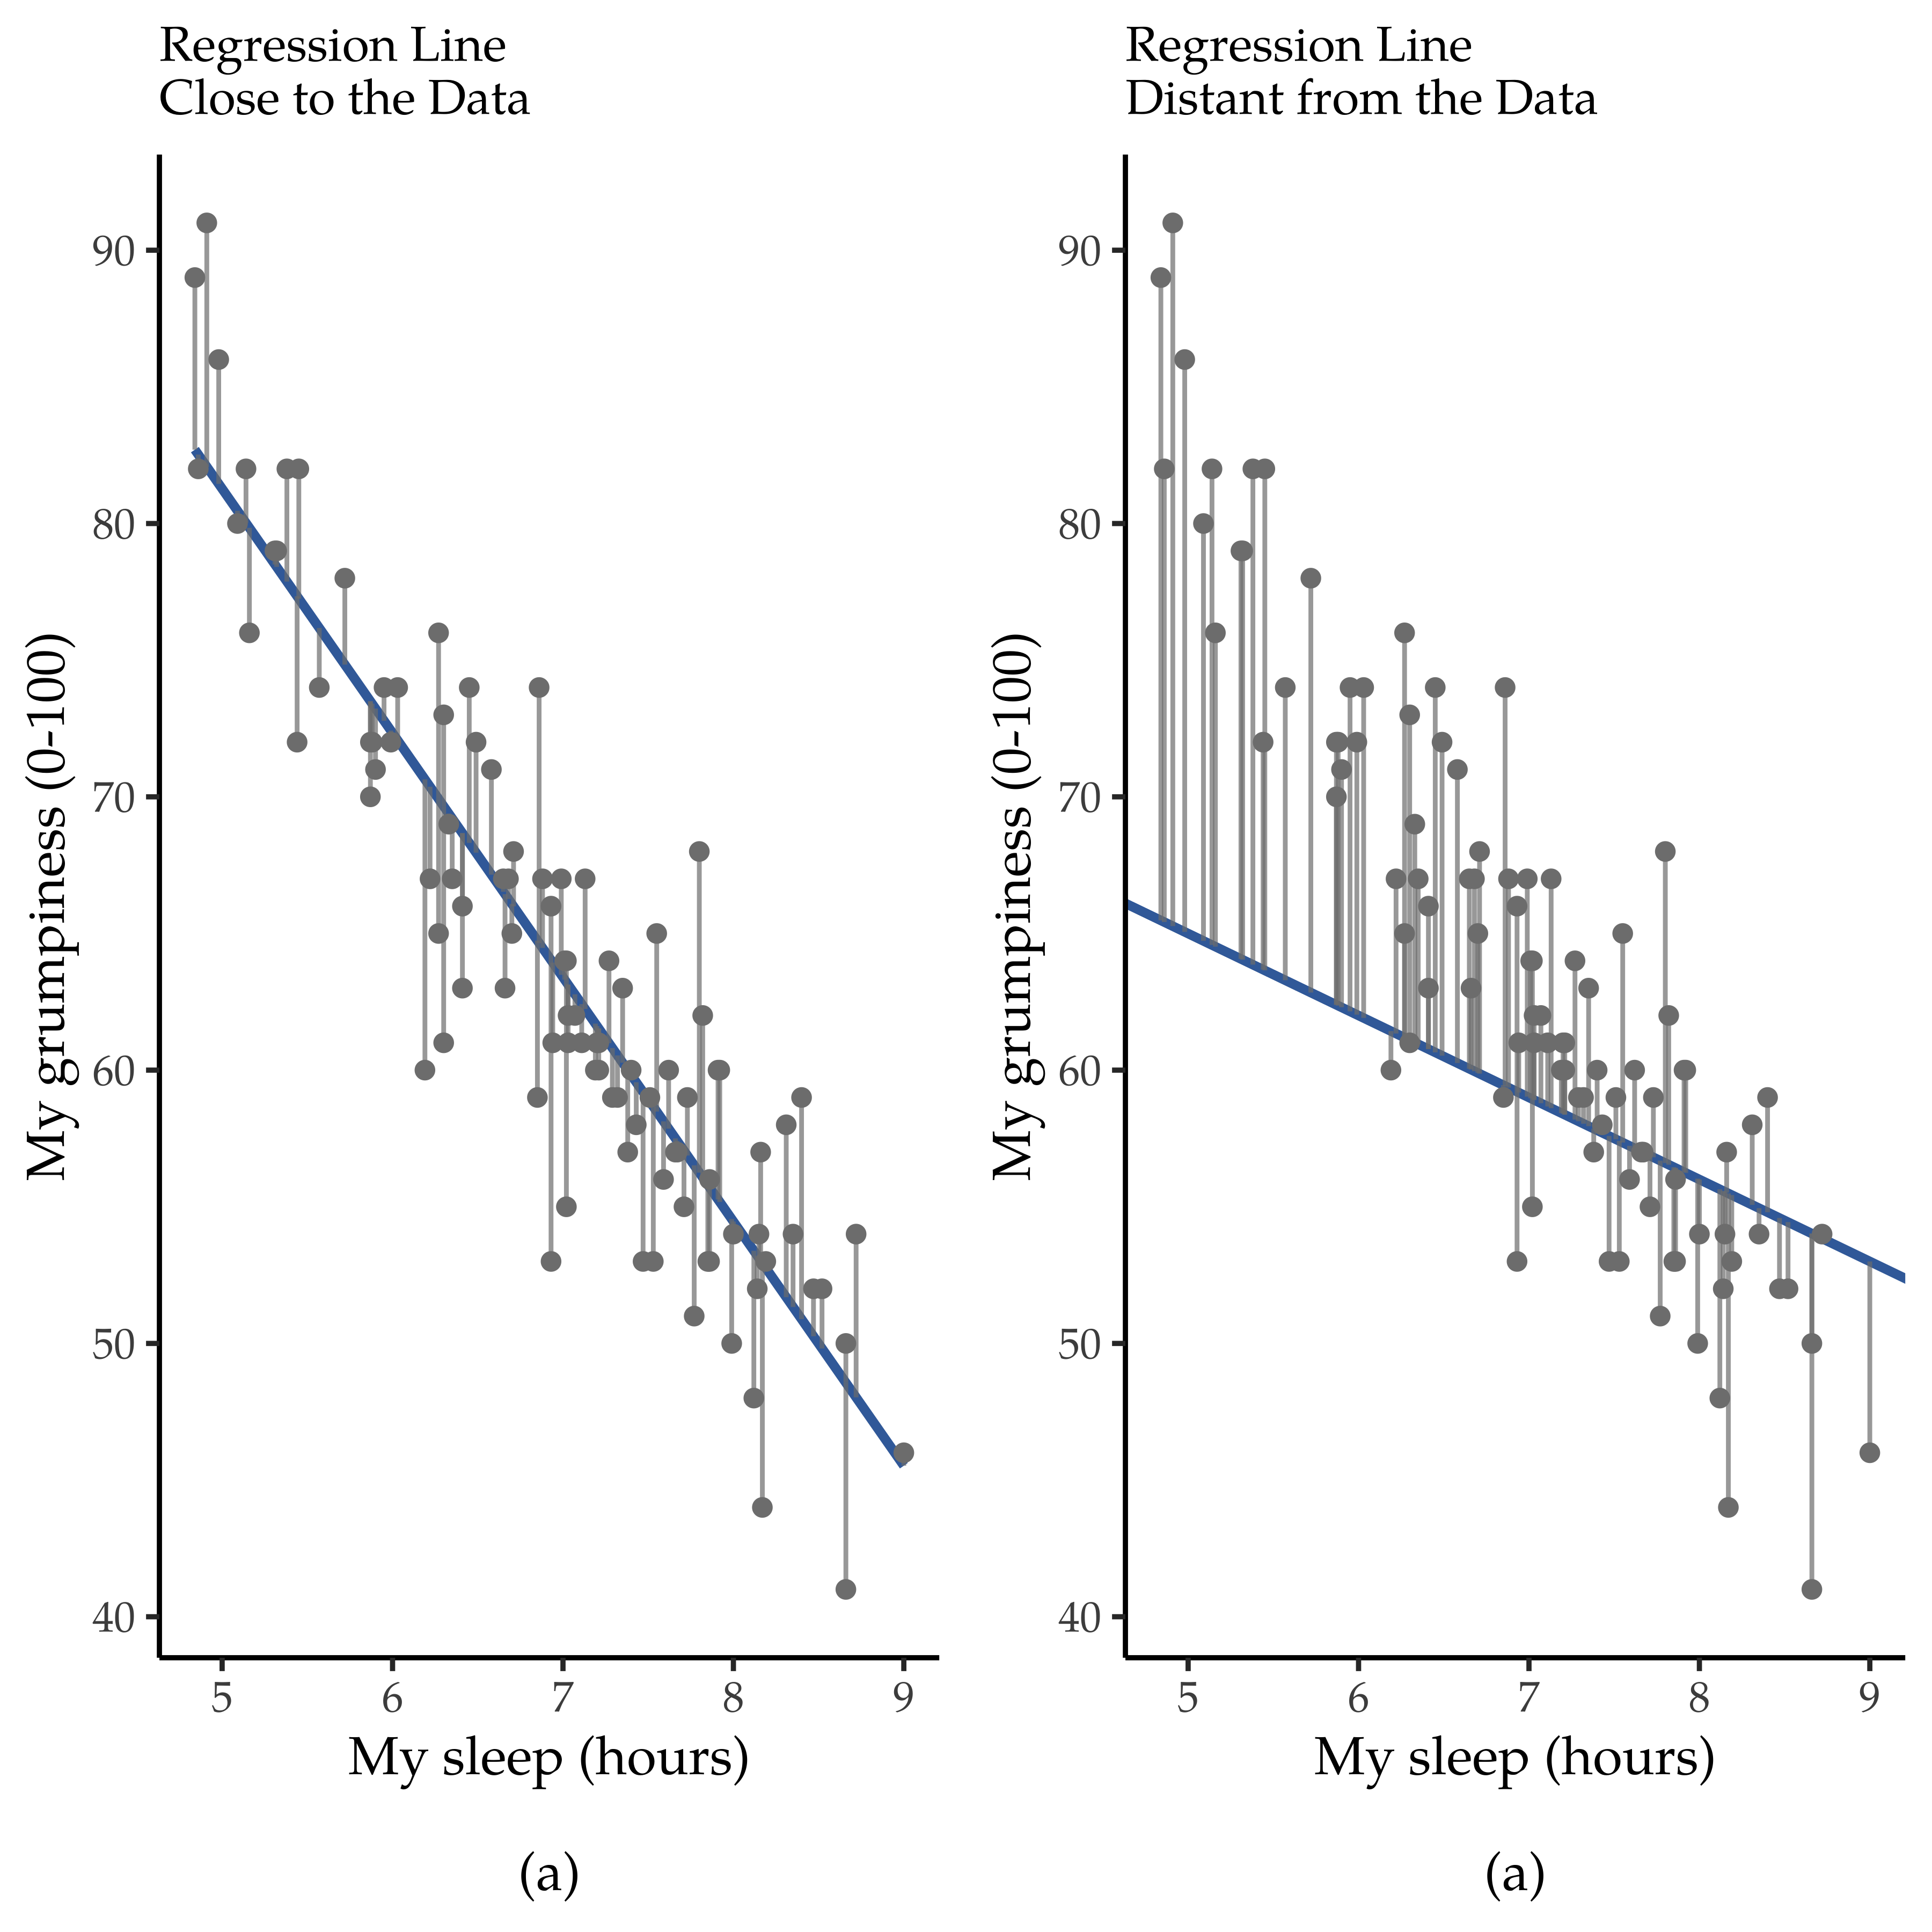 Regression Line
Close to the Data
My grumpiness (0-100)
90
80
70
60
50
40
5 6 7 8 9
My sleep (hours)
(a)
Regression Line
Distant from the Data
My grumpiness (0-100)
90
80
70
60
50
40
5 6 7 8 9
My sleep (hours)
(a)